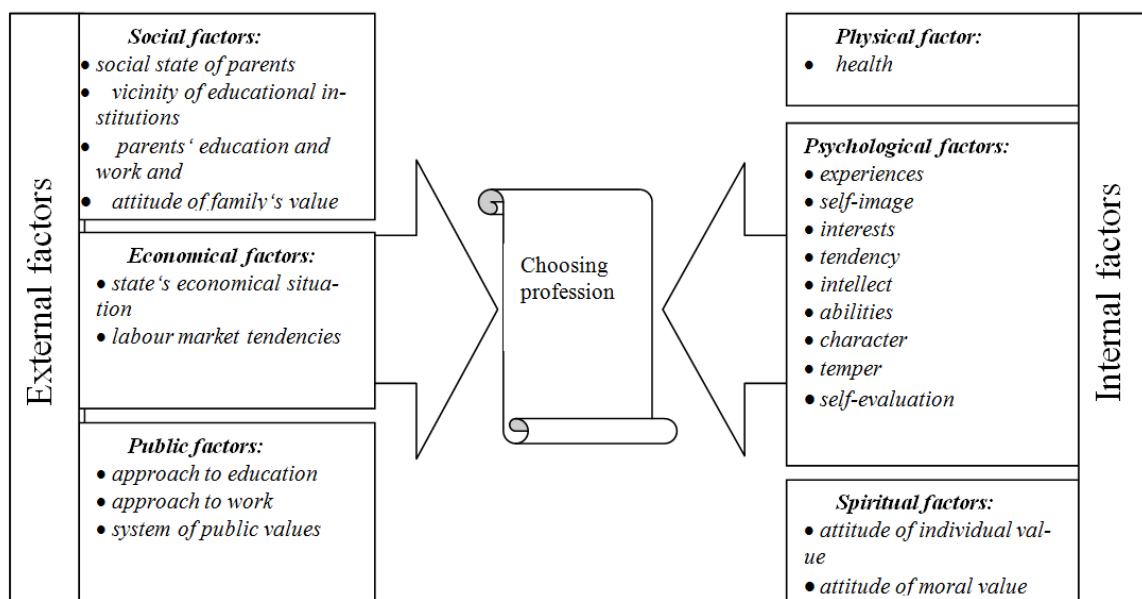 External factors
Social factors:
• social state of parents
• vicinity of educational in-
stitutions
• parents‘ education and
work and
• attitude of family‘s value
Economical factors:
• state‘s economical situa-
tion
• labour market tendencies
Public factors:
• approach to education
• approach to work
• system of public values
Choosing
profession
Physical factor:
• health
Psychological factors:
• experiences
• self-image
• interests
• tendency
• intellect
• abilities
• character
• temper
• self-evaluation
Spiritual factors:
• attitude of individual val-
ue
• attitude of moral value
Internal factors